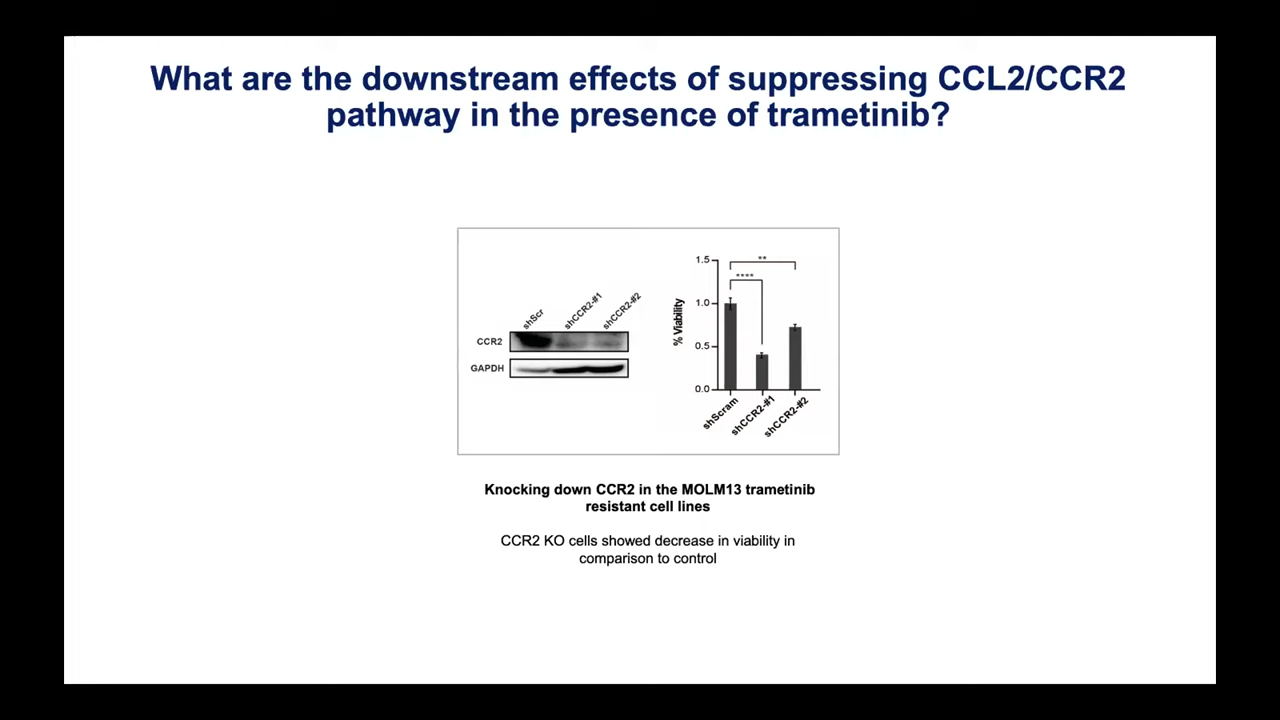 What are the downstream effects of suppressing CCL2/CCR2
pathway in the presence of trametinib?
shScr
shCCR2-#1
shCCR2-#2
CCR2
GAPDH
% Viability
1.5
1.0
0.5
0.0
**
****
shScram
shCCR2-#1
shCCR2-#2
Knocking down CCR2 in the MOLM13 trametinib
resistant cell lines
CCR2 KO cells showed decrease in viability in
comparison to control